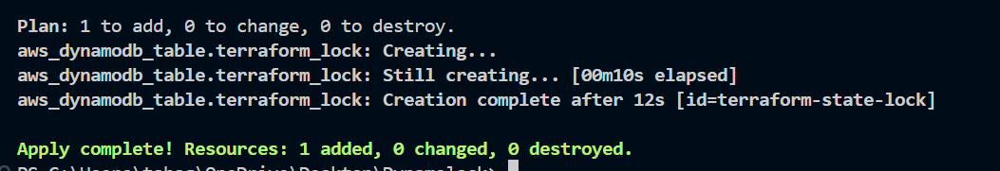 Plan: 1 to add, 0 to change, 0 to destroy.
aws_dynamodb_table.terraform_lock: Creating...
aws_dynamodb_table.terraform_lock: Still creating... [00m10s elapsed]
aws_dynamodb_table.terraform_lock: Creation complete after 12s [id=terraform-state-lock]
Apply complete! Resources: 1 added, 0 changed, 0 destroyed.